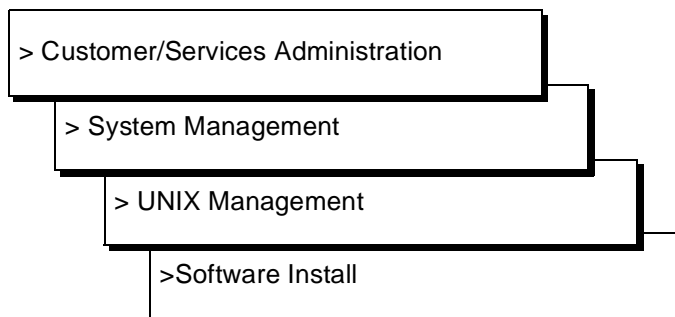 > Customer/Services Administration
> System Management
> UNIX Management
>Software Install